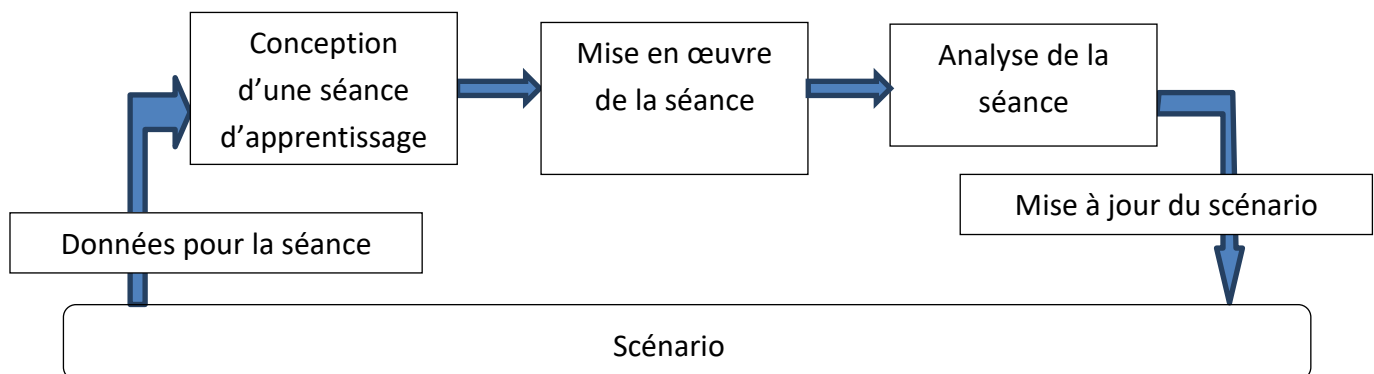 Conception
d’une séance
d’apprentissage
Mise en œuvre
de la séance
Analyse de la
séance
Données pour la séance
Mise à jour du scénario
Scénario